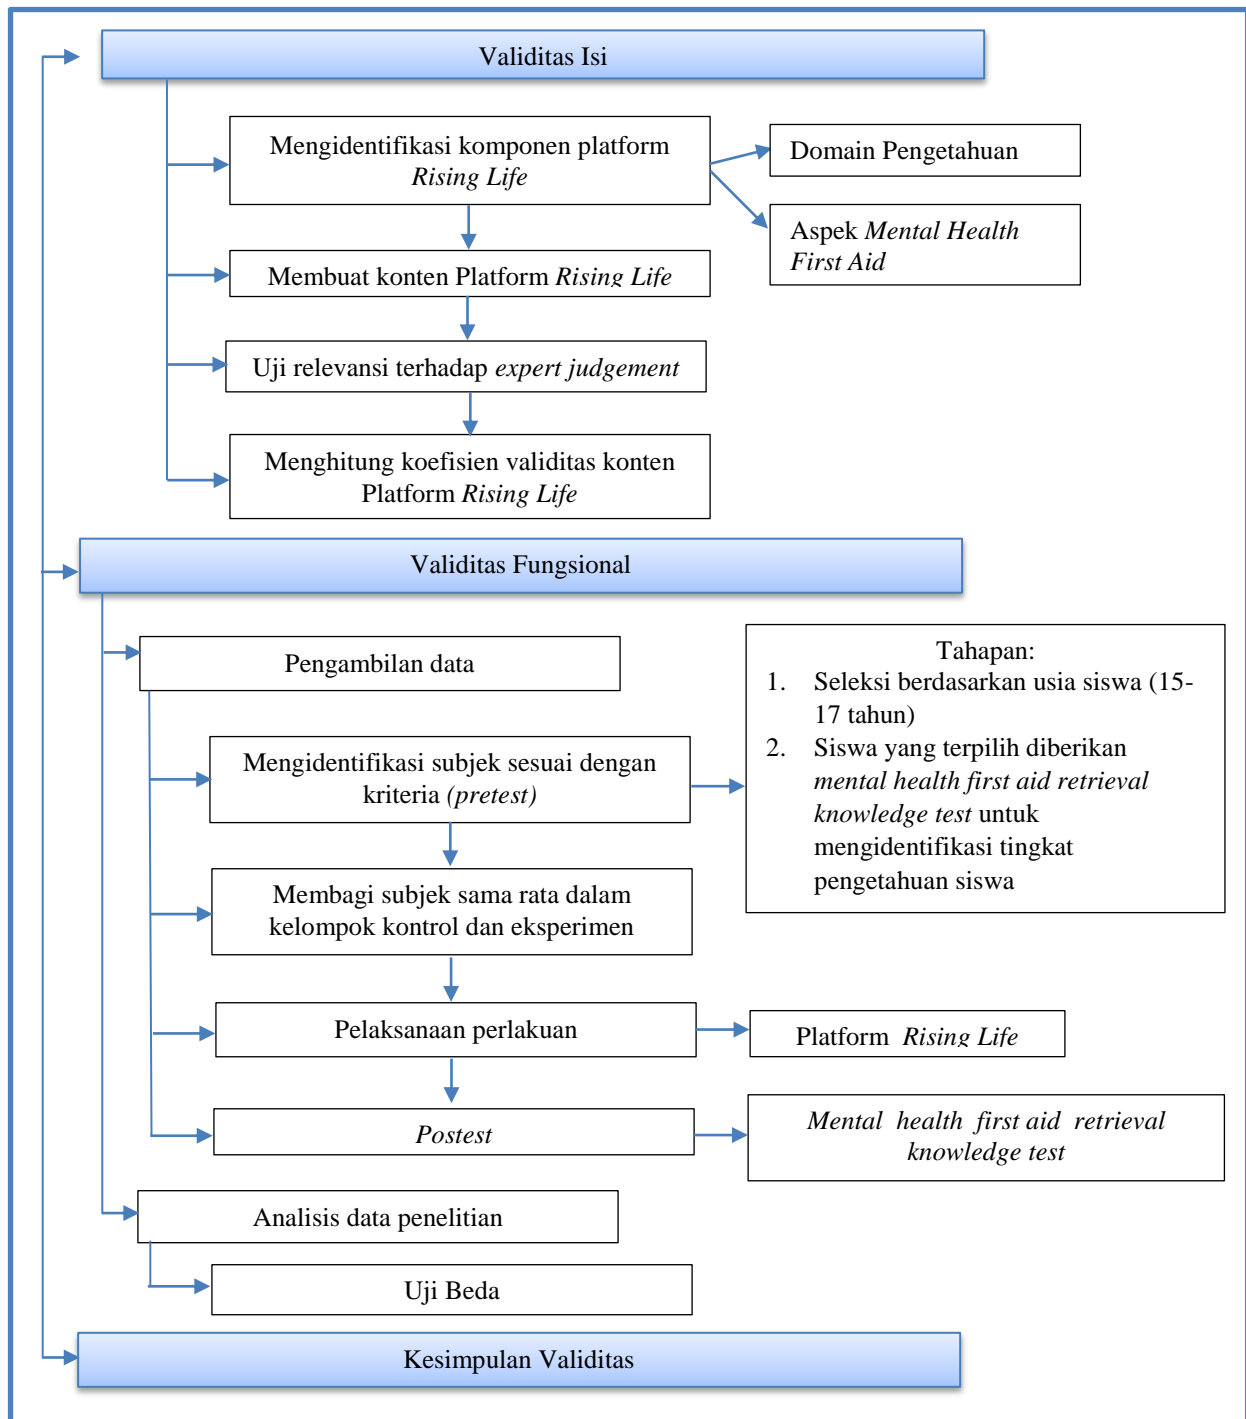 Validitas Isi
Mengidentifikasi komponen platform
Rising Life
Domain Pengetahuan
Aspek Mental Health
First Aid
Membuat konten Platform Rising Life
Uji relevansi terhadap expert judgement
Menghitung koefisien validitas konten
Platform Rising Life
Validitas Fungsional
Pengambilan data
Tahapan:
1. Seleksi berdasarkan usia siswa (15-
17 tahun)
2. Siswa yang terpilih diberikan
mental health first aid retrieval
knowledge test untuk
mengidentifikasi tingkat
pengetahuan siswa
Mengidentifikasi subjek sesuai dengan
kriteria (pretest)
Membagi subjek sama rata dalam
kelompok kontrol dan eksperimen
Pelaksanaan perlakuan
Platform Rising Life
Postest
Mental health first aid retrieval
knowledge test
Analisis data penelitian
Uji Beda
Kesimpulan Validitas